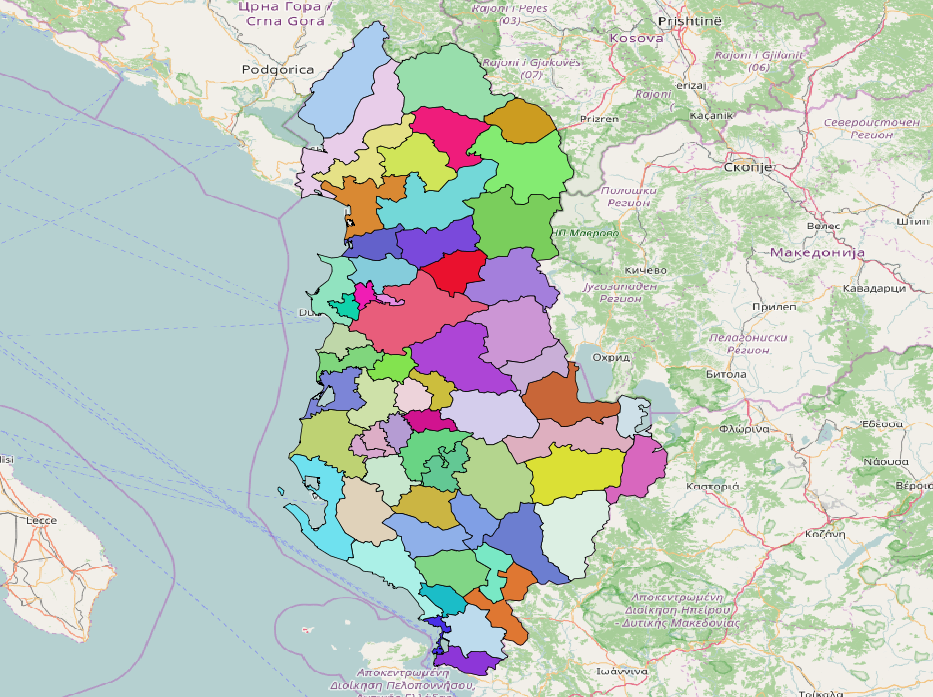 Црна Гора /
Crna Gora
Rajoni i Pejës
(03)
Prishtinë
Kosova
Podgorica
Rajoni i Gjakovës
(07)
Rajoni i Gjilanit
(06)
erizaj
Rajoni
Prizren
Kaçanik
Североисточен
Регион
Скопје
Полошки
Регион
Велес
Штип
НП Маврово
Македонија
Кичево
Југозападен
Регион
Кавадарци
Прилеп
Du
Пелагониски
Регион
Охрид
Битола
Φλώρινα
Έδεσσα
lisi
Νάουσα
Καστοριά
Βέροια
Lecce
Κοζάνη
Αποκεντρωμένη
Διοίκηση Ηπείρου
- Δυτικής Μακεδονίας
Ιωάννινα
Αποκεντρωμένη
Διοίκηση Πελοποννήσου,
Τρίκαλα